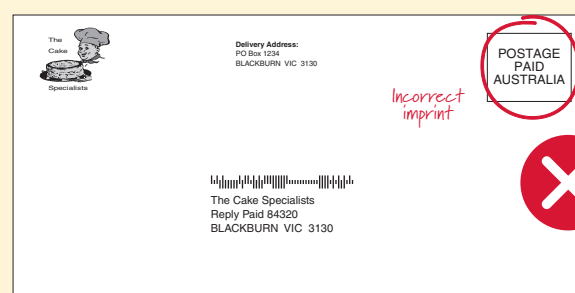 The
Cake
Specialists
Delivery Address:
PO Box 1234
BLACKBURN VIC 3130
Incorrect
imprint
POSTAGE
PAID
AUSTRALIA
The Cake Specialists
Reply Paid 84320
BLACKBURN VIC 3130